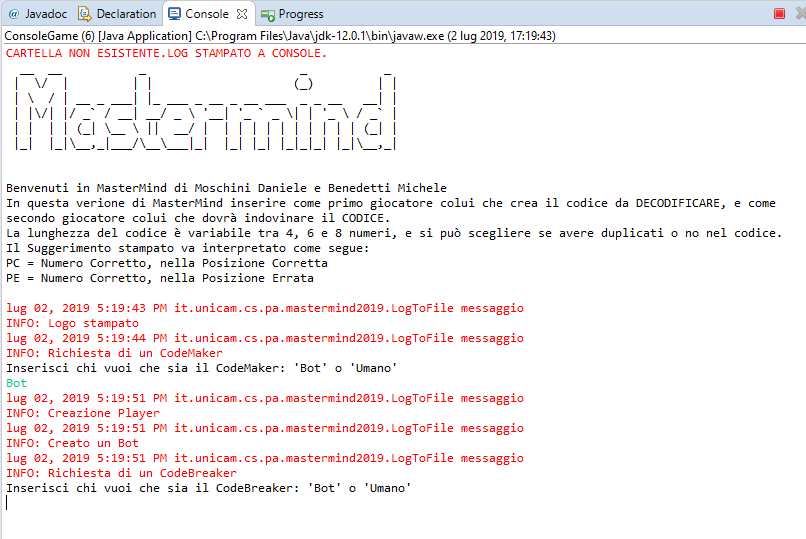 Javadoc Declaration Console Progress
ConsoleGame (6) [Java Application] C:\Program Files\Java\jdk-12.0.1\bin\javaw.exe (2 lug 2019, 17:19:43)
CARTELLA NON ESISTENTE.LOG STAMPATO A CONSOLE.
Mastermind
Benvenuti in MasterMind di Moschini Daniele e Benedetti Michele
In questa verione di MasterMind inserire come primo giocatore colui che crea il codice da DECODIFICARE, e come
secondo giocatore colui che dovrà indovinare il CODICE.
La lunghezza del codice è variabile tra 4, 6 e 8 numeri, e si può scegliere se avere duplicati o no nel codice.
Il Suggerimento stampato va interpretato come segue:
PC = Numero Corretto, nella Posizione Corretta
PE = Numero Corretto, nella Posizione Errata
lug 02, 2019 5:19:43 PM it.unicam.cs.pa.mastermind2019.LogToFile messaggio
INFO: Logo stampato
lug 02, 2019 5:19:44 PM it.unicam.cs.pa.mastermind2019.LogToFile messaggio
INFO: Richiesta di un CodeMaker
Inserisci chi vuoi che sia il CodeMaker: 'Bot' o 'Umano'
Bot
lug 02, 2019 5:19:51 PM it.unicam.cs.pa.mastermind2019.LogToFile messaggio
INFO: Creazione Player
lug 02, 2019 5:19:51 PM it.unicam.cs.pa.mastermind2019.LogToFile messaggio
INFO: Creato un Bot
lug 02, 2019 5:19:51 PM it.unicam.cs.pa.mastermind2019.LogToFile messaggio
INFO: Richiesta di un CodeBreaker
Inserisci chi vuoi che sia il CodeBreaker: 'Bot' o 'Umano'